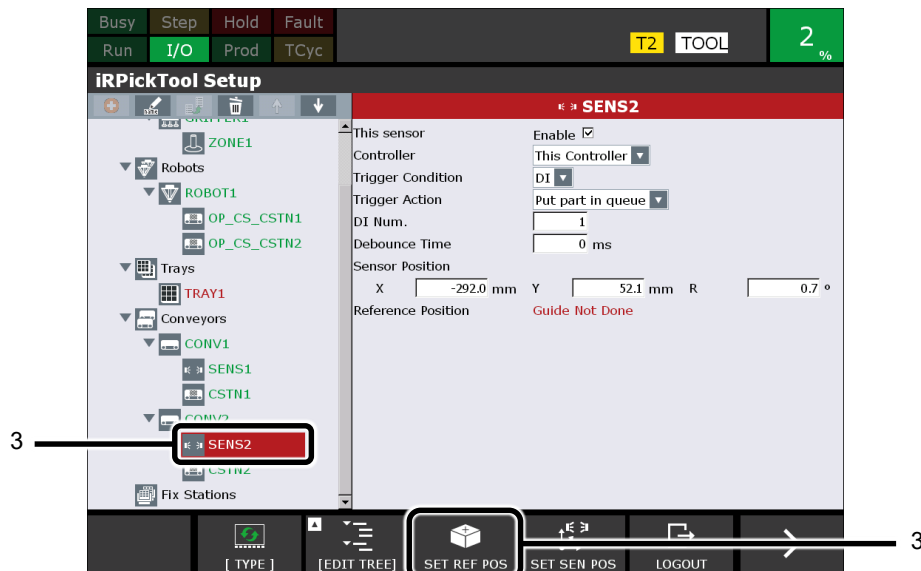 Busy Step Hold Fault
Run I/O Prod TCyc
T2 TOOL
2 %
iRPickTool Setup
SENS2
GRIPPER1
ZONE1
Robots
ROBOT1
OP_CS_CSTN1
OP_CS_CSTN2
Trays
TRAY1
Conveyors
CONV1
SENS1
CSTN1
CONV2
3
SENS2
CSTN2
Fix Stations
This sensor Enable
Controller This Controller
Trigger Condition DI
Trigger Action Put part in queue
DI Num. 1
Debounce Time 0 ms
Sensor Position
X -292.0 mm Y 52.1 mm R 0.7 °
Reference Position Guide Not Done
[ TYPE ] [EDIT TREE] SET REF POS SET SEN POS LOGOUT
3